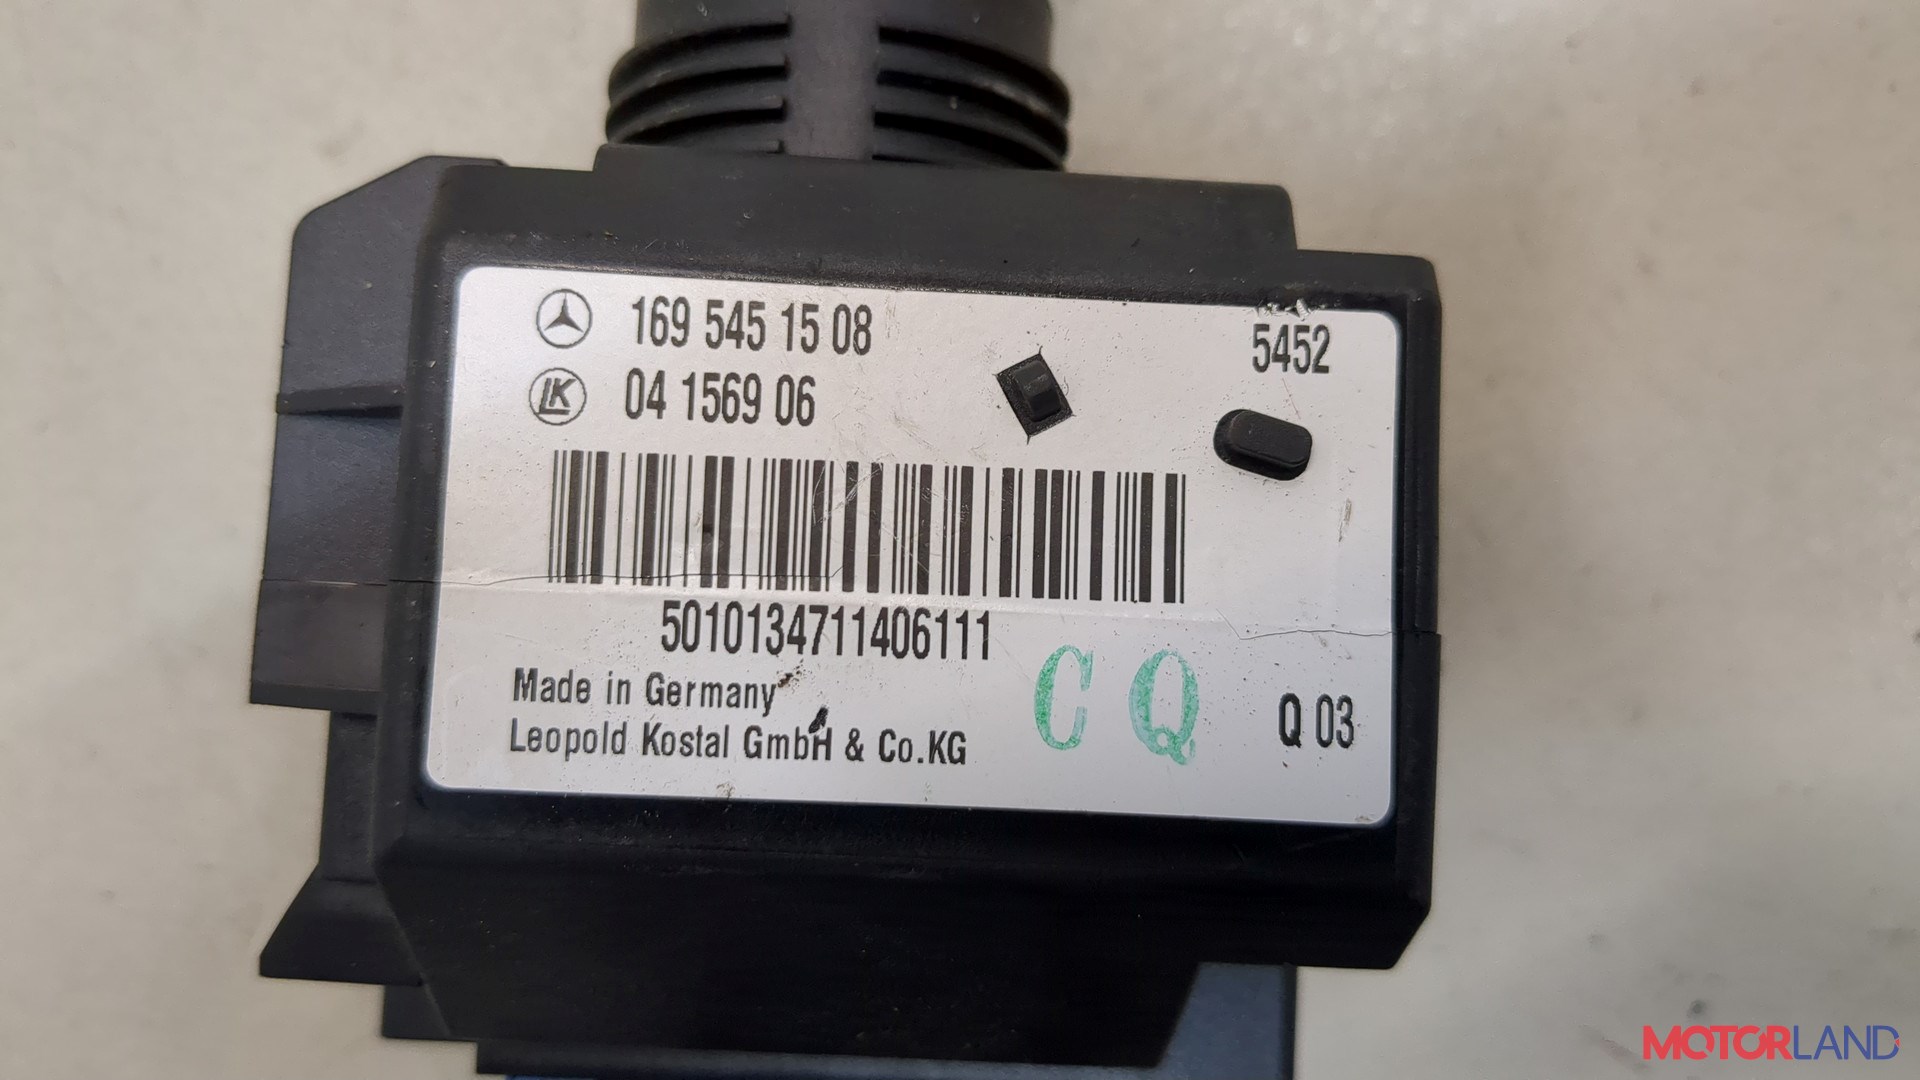 169 545 15 08
5452
LK 04 1569 06
5010134711406111
Made in Germany
Leopold Kostal GmbH & Co.KG
C Q
Q 03
MOTORLAND